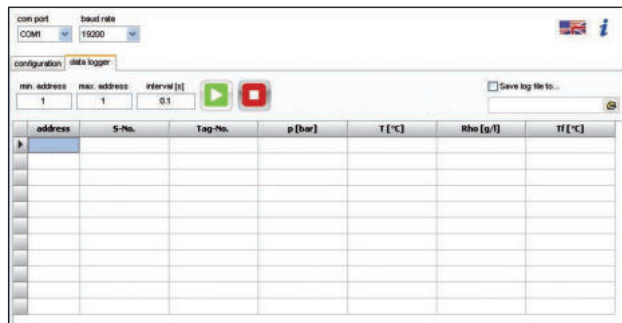 com port baud rate
COM1 19200
configuration data logger
min. address max. address interval [s]
1 1 0.1
Save log file to...
address S-No. Tag-No. p [bar] T [°C] Rho [g/l] Tf [°C]